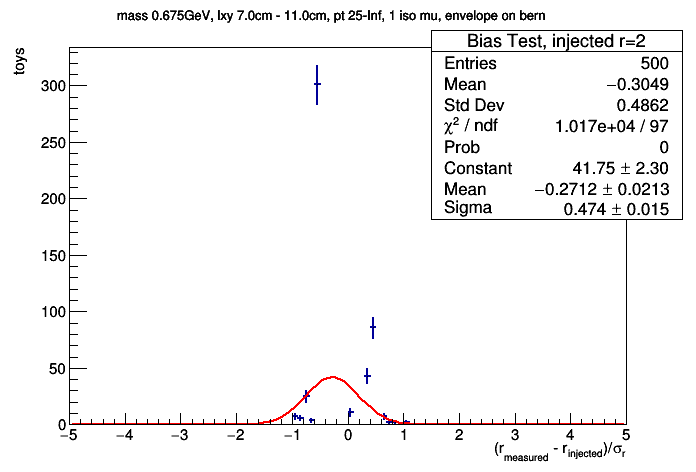 mass 0.675GeV, lxy 7.0cm - 11.0cm, pt 25-Inf, 1 iso mu, envelope on bern
Bias Test, injected r=2
Entries 500
Mean −0.3049
Std Dev 0.4862
χ² / ndf 1.017e+04 / 97
Prob 0
Constant 41.75 ± 2.30
Mean −0.2712 ± 0.0213
Sigma 0.474 ± 0.015
toys
300
250
200
150
100
50
0
−5 −4 −3 −2 −1 0 1 2 3 4 5
(r_measured - r_injected)/σ_r